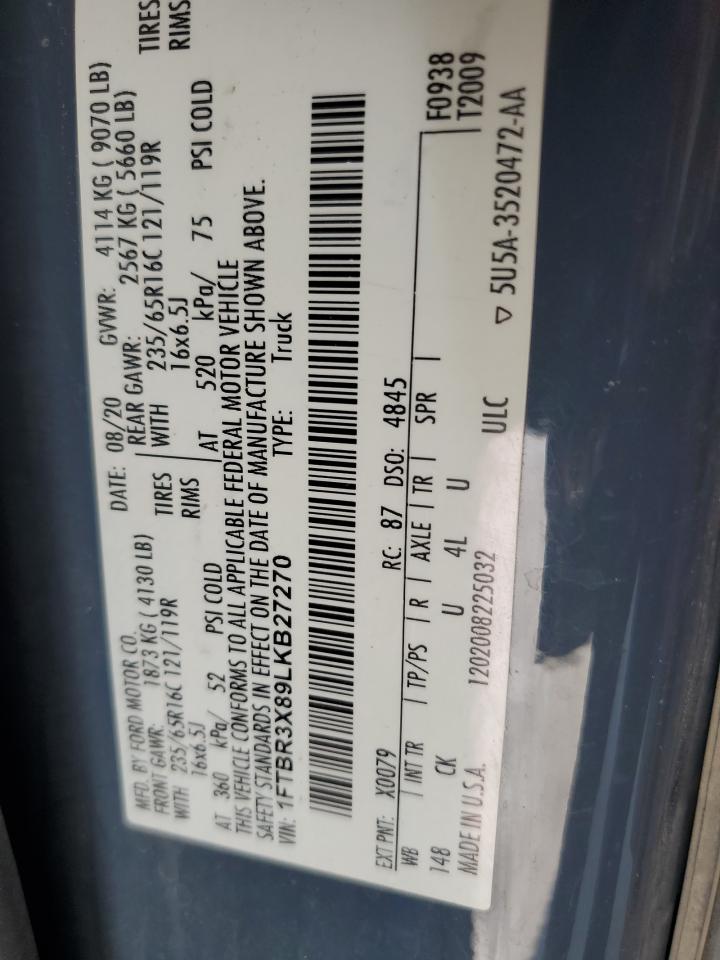 MFD. BY FORD MOTOR CO. DATE: 08/20 GVWR: 4114 KG ( 9070 LB)
FRONT GAWR: 1873 KG ( 4130 LB) REAR GAWR: 2567 KG ( 5660 LB)
WITH 235/65R16C 121/119R TIRES WITH 235/65R16C 121/119R TIRES
16x6.5J RIMS 16x6.5J RIMS
AT 360 kPa/ 52 PSI COLD AT 520 kPa/ 75 PSI COLD
THIS VEHICLE CONFORMS TO ALL APPLICABLE FEDERAL MOTOR VEHICLE
SAFETY STANDARDS IN EFFECT ON THE DATE OF MANUFACTURE SHOWN ABOVE.
VIN: 1FTBR3X89LKB27270 TYPE: Truck
F0938
T2009
EXT PNT: X0079 RC: 87 DSO: 4845
WB | INT TR | TP/PS | R | AXLE | TR | SPR |
148 CK U 4L U
MADE IN U.S.A. 1202008225032 ULC ▽ 5U5A-3520472-AA